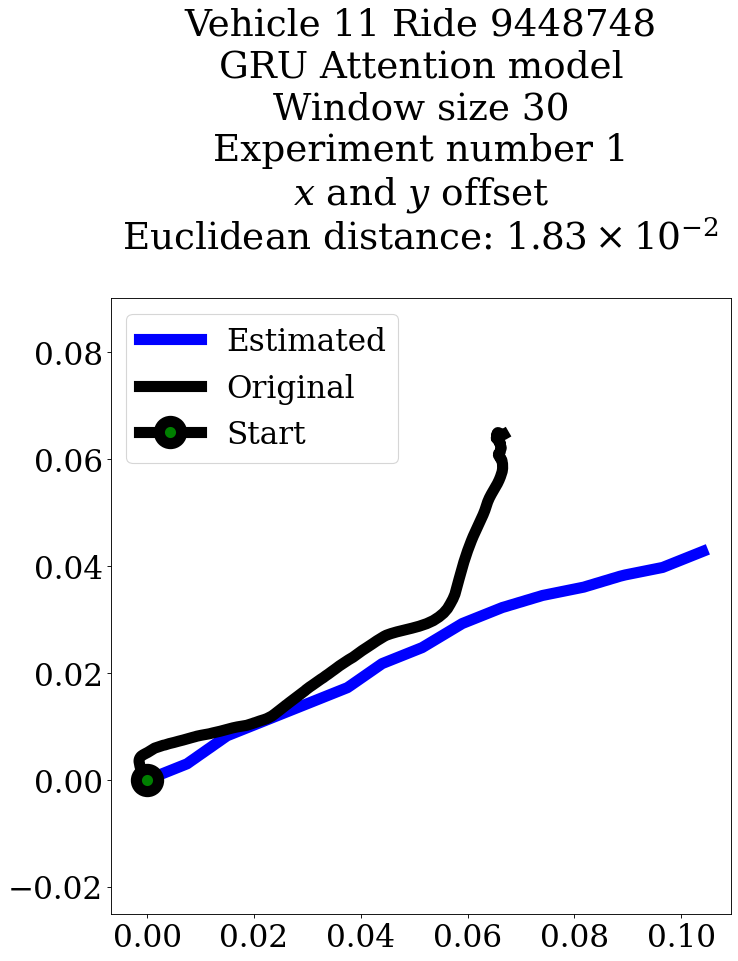 Vehicle 11 Ride 9448748
GRU Attention model
Window size 30
Experiment number 1
x and y offset
Euclidean distance: 1.83 × 10⁻²
Estimated
Original
Start
0.08
0.06
0.04
0.02
0.00
−0.02
0.00 0.02 0.04 0.06 0.08 0.10